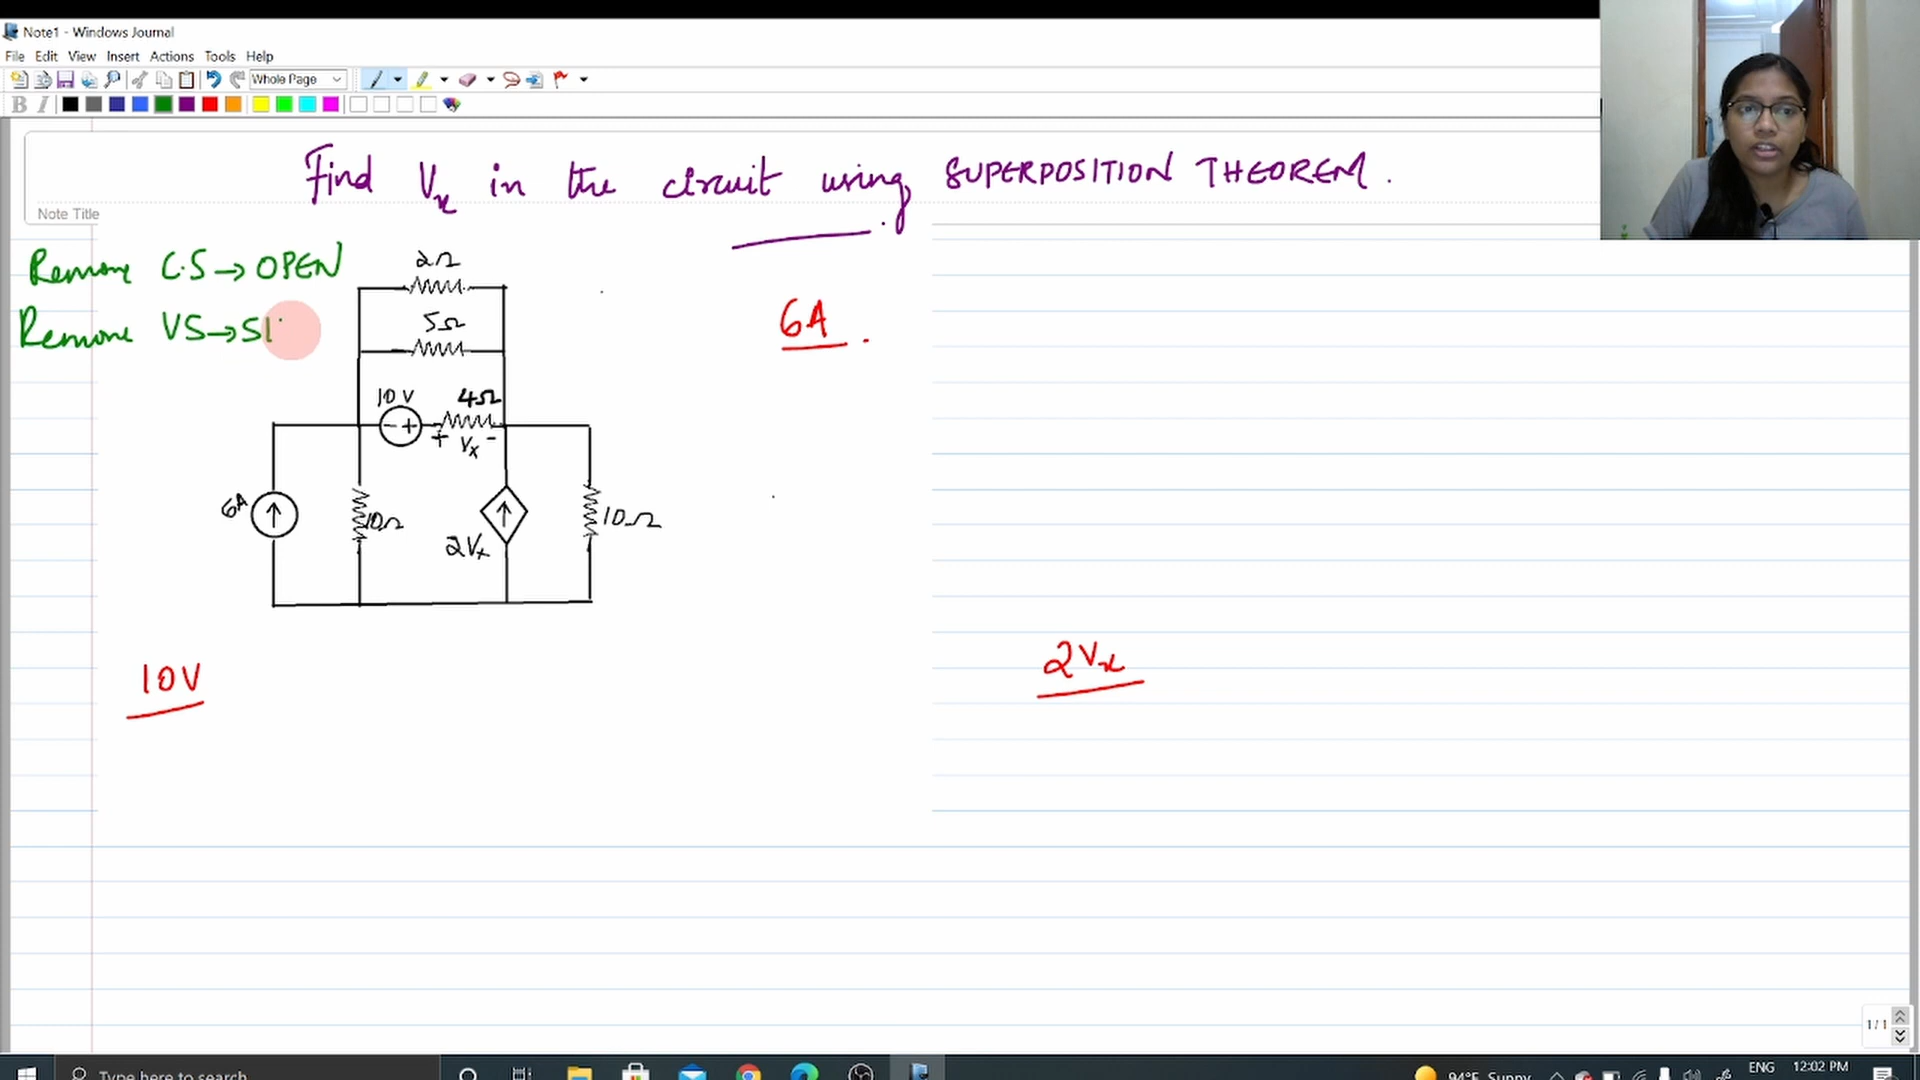 Note1 - Windows Journal
File Edit View Insert Actions Tools Help
Whole Page
B I
Find Vx in the circuit using SUPERPOSITION THEOREM.
Note Title
Remove C.S → OPEN
Remove VS → S
2Ω
5Ω
10 V 4Ω
+ Vx -
- +
6A
10Ω
2Vx
10Ω
6A
10V
2Vx
1/1
Type here to search
94°F Sunny
ENG
12:02 PM